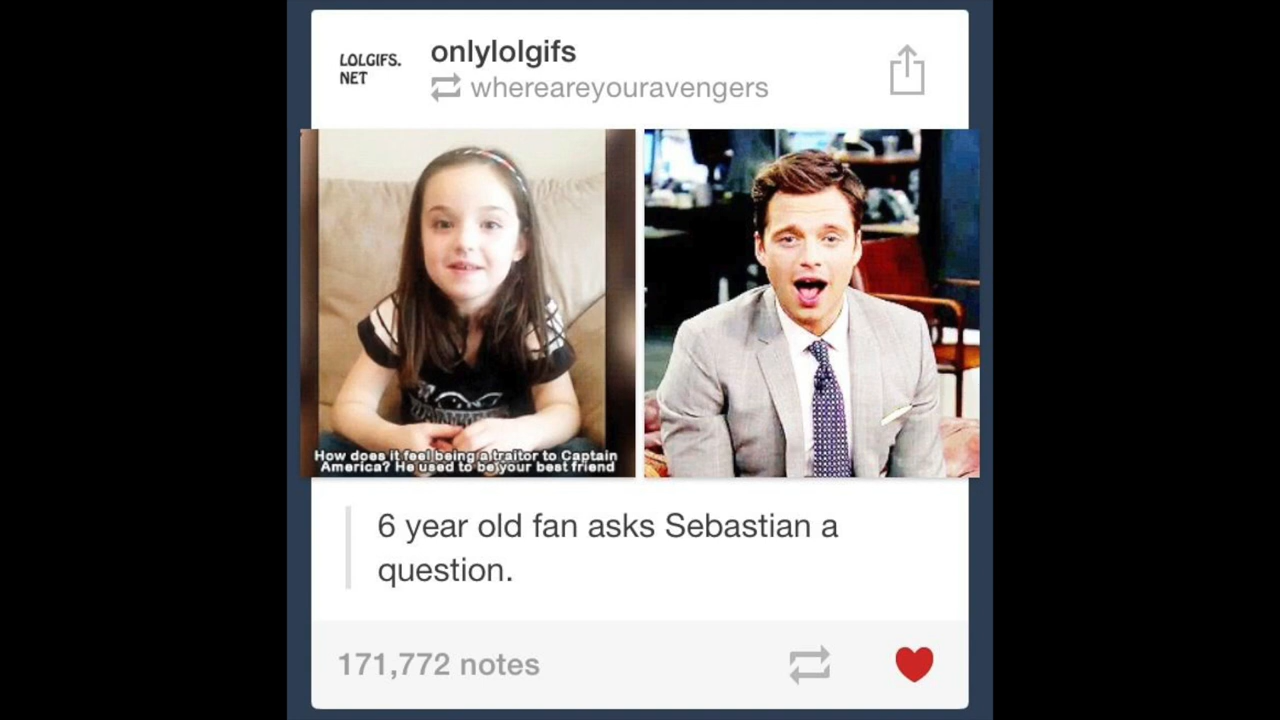 LOLGIFS.
NET
onlylolgifs
whereareyouravengers
How does it feel being a traitor to Captain
America? He used to be your best friend
6 year old fan asks Sebastian a
question.
171,772 notes